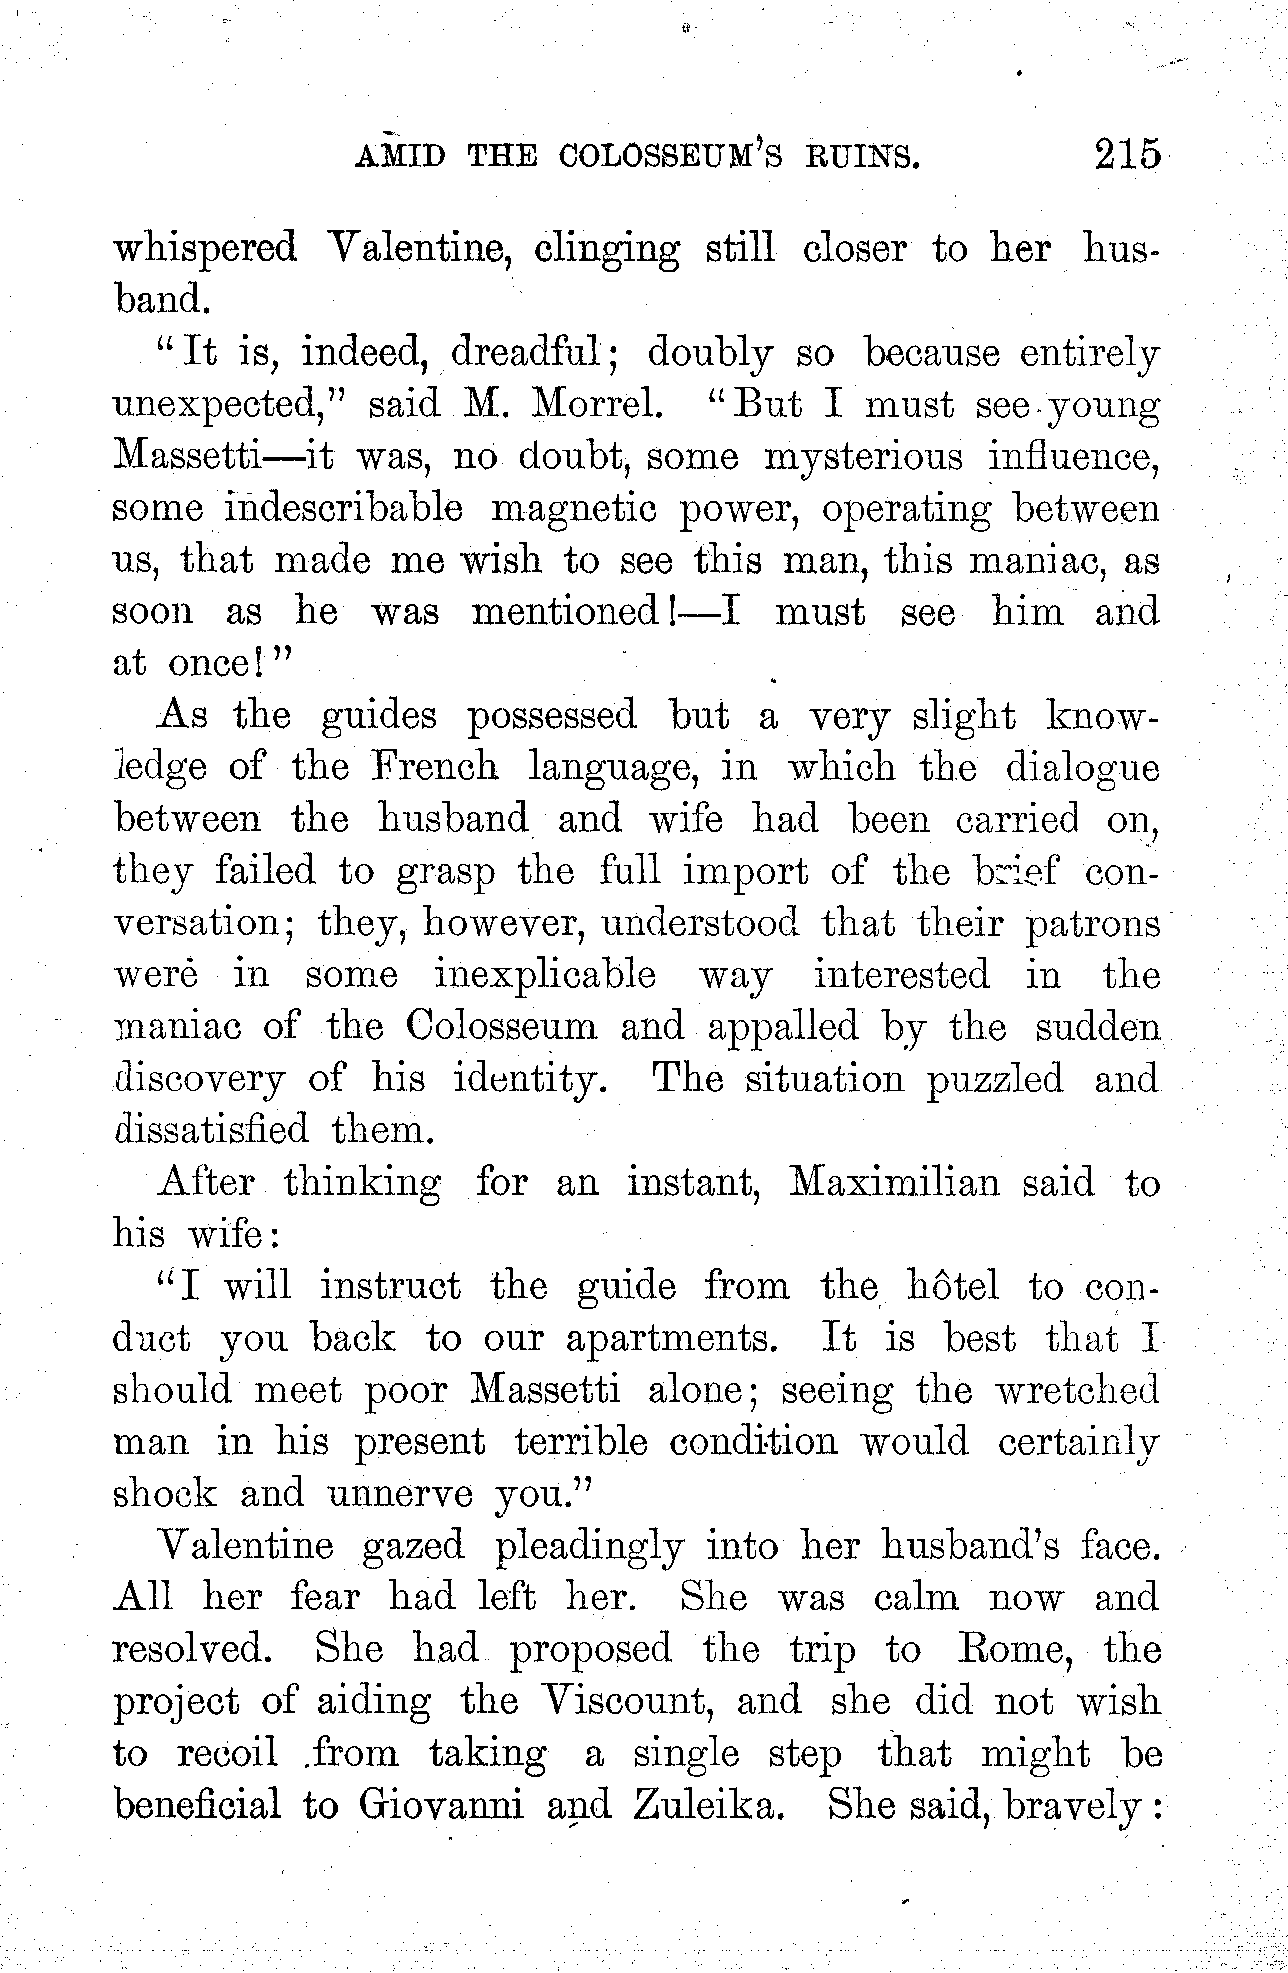 AMID THE COLOSSEUM'S RUINS. 215
whispered Valentine, clinging still closer to her hus-
band.
"It is, indeed, dreadful; doubly so because entirely
unexpected," said M. Morrel. "But I must see young
Massetti—it was, no doubt, some mysterious influence,
some indescribable magnetic power, operating between
us, that made me wish to see this man, this maniac, as
soon as he was mentioned!—I must see him and
at once!"
As the guides possessed but a very slight know-
ledge of the French language, in which the dialogue
between the husband and wife had been carried on,
they failed to grasp the full import of the brief con-
versation; they, however, understood that their patrons
were in some inexplicable way interested in the
maniac of the Colosseum and appalled by the sudden
discovery of his identity. The situation puzzled and
dissatisfied them.
After thinking for an instant, Maximilian said to
his wife:
"I will instruct the guide from the hôtel to con-
duct you back to our apartments. It is best that I
should meet poor Massetti alone; seeing the wretched
man in his present terrible condition would certainly
shock and unnerve you."
Valentine gazed pleadingly into her husband's face.
All her fear had left her. She was calm now and
resolved. She had proposed the trip to Rome, the
project of aiding the Viscount, and she did not wish
to recoil from taking a single step that might be
beneficial to Giovanni and Zuleika. She said, bravely: